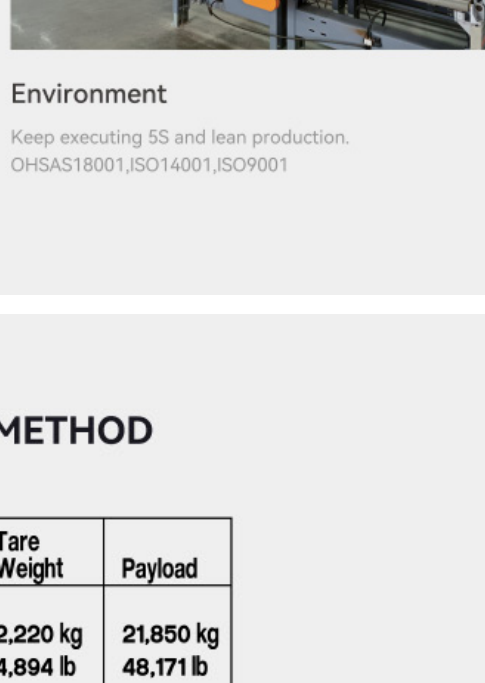 Environment
Keep executing 5S and lean production.
OHSAS18001,ISO14001,ISO9001
METHOD
Tare
Weight
Payload
2,220 kg
21,850 kg
4,894 lb
48,171 lb